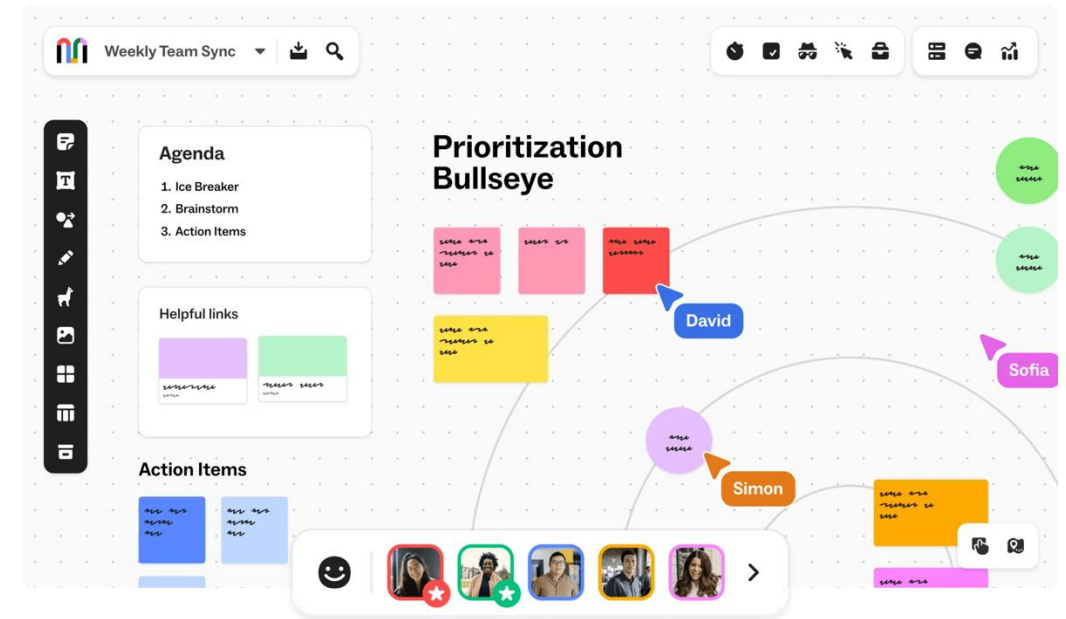 Weekly Team Sync
Agenda
1. Ice Breaker
2. Brainstorm
3. Action Items
Helpful links
Action Items
Prioritization
Bullseye
David
Sofia
Simon
T